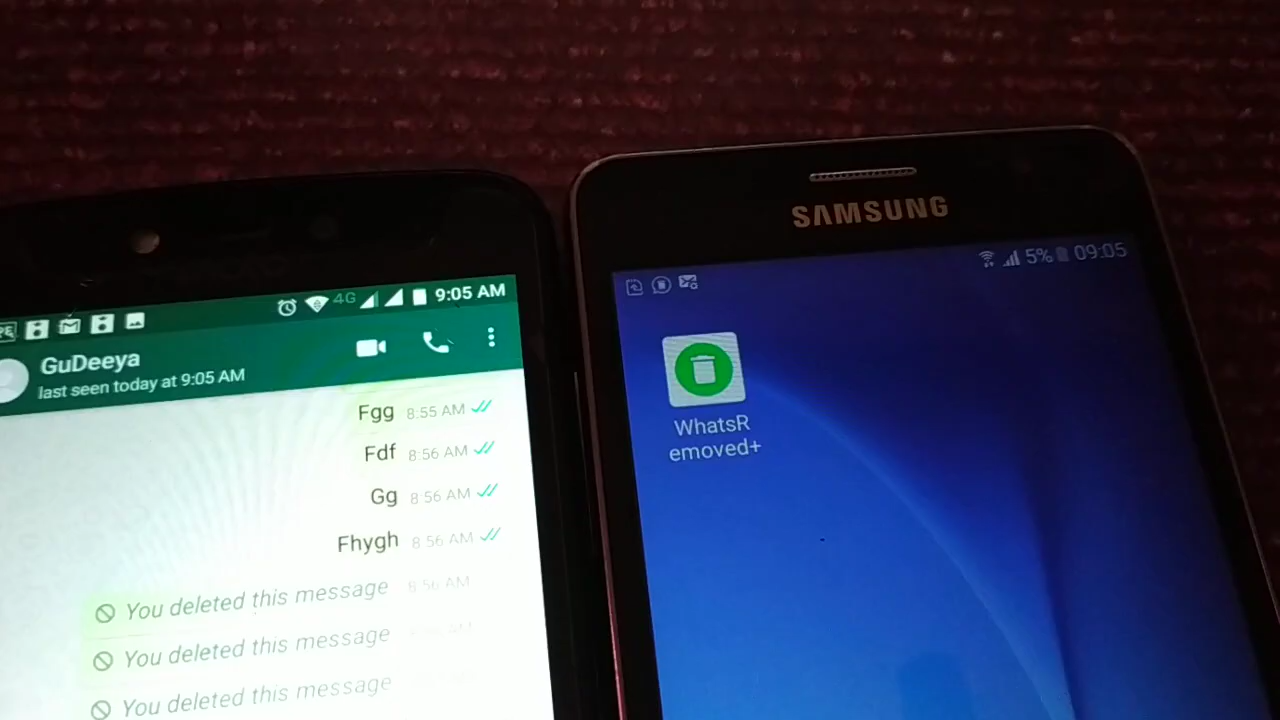 4G 9:05 AM
GuDeeya
last seen today at 9:05 AM
Fgg 8:55 AM
Fdf 8:56 AM
Gg 8:56 AM
Fhygh 8:56 AM
You deleted this message 8:56 AM
You deleted this message
You deleted this message
SAMSUNG
5% 09:05
WhatsR
emoved+